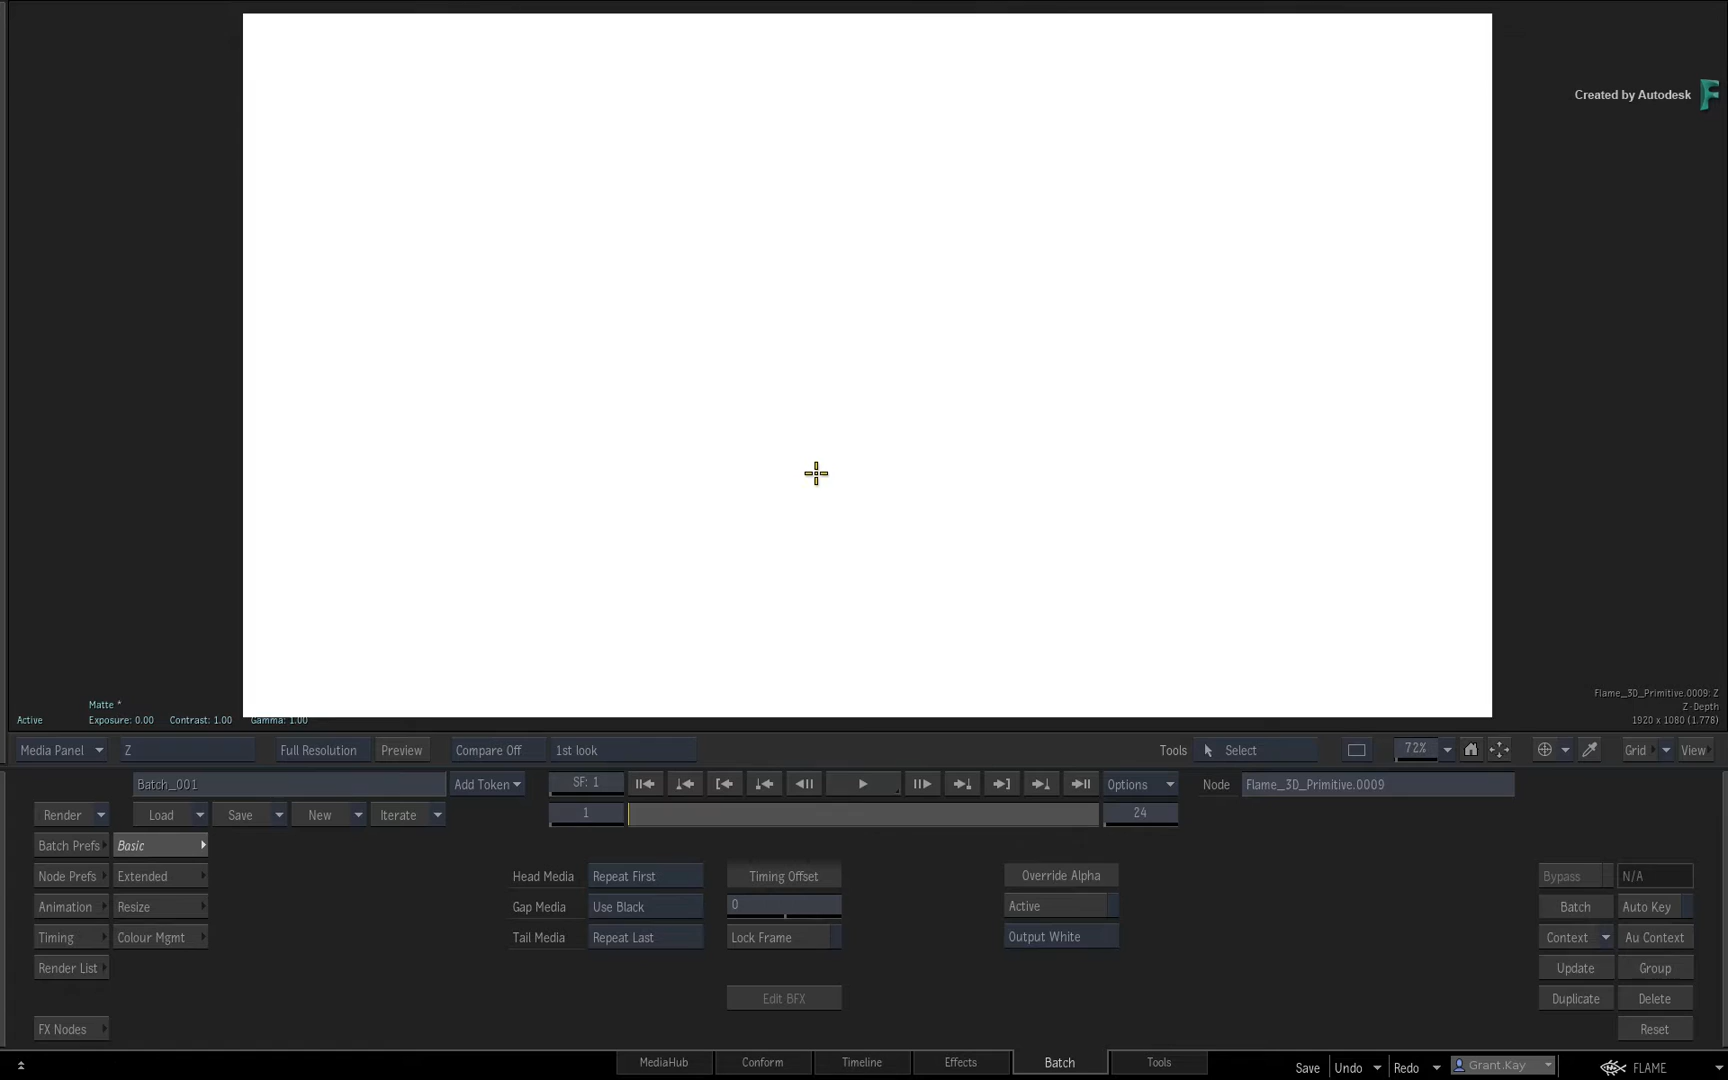 Created by Autodesk
Matte *
Active
Exposure: 0.00
Contrast: 1.00
Gamma: 1.00
Flame_3D_Primitive.0009: Z
Z-Depth
1920 x 1080 (1.778)
Media Panel
Z
Full Resolution
Preview
Compare Off
1st look
Tools
Select
72%
Grid
View
Batch_001
Add Token
SF: 1
Options
Node
Flame_3D_Primitive.0009
Render
Load
Save
New
Iterate
1
24
Batch Prefs
Basic
Node Prefs
Extended
Head Media
Repeat First
Timing Offset
Override Alpha
Bypass
N/A
Animation
Resize
Gap Media
Use Black
0
Active
Batch
Auto Key
Timing
Colour Mgmt
Tail Media
Repeat Last
Lock Frame
Output White
Context
Au Context
Render List
Update
Group
Edit BFX
Duplicate
Delete
FX Nodes
Reset
MediaHub
Conform
Timeline
Effects
Batch
Tools
Save
Undo
Redo
Grant.Kay
FLAME